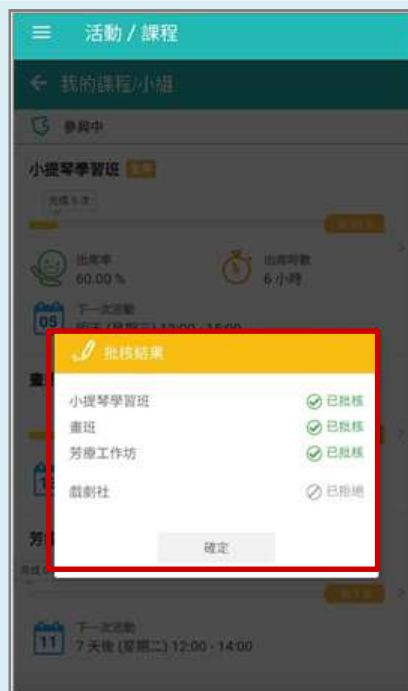 活動 / 課程
我的課程/小組
參與中
小提琴學習班
出席率
60.00 %
出席時數
6 小時
下一次活動
05
批核結果
小提琴學習班 已批核
畫班 已批核
芳療工作坊 已批核
戲劇社 已拒絕
確定
下一次活動
11
7 天後 (星期二) 12:00 - 14:00